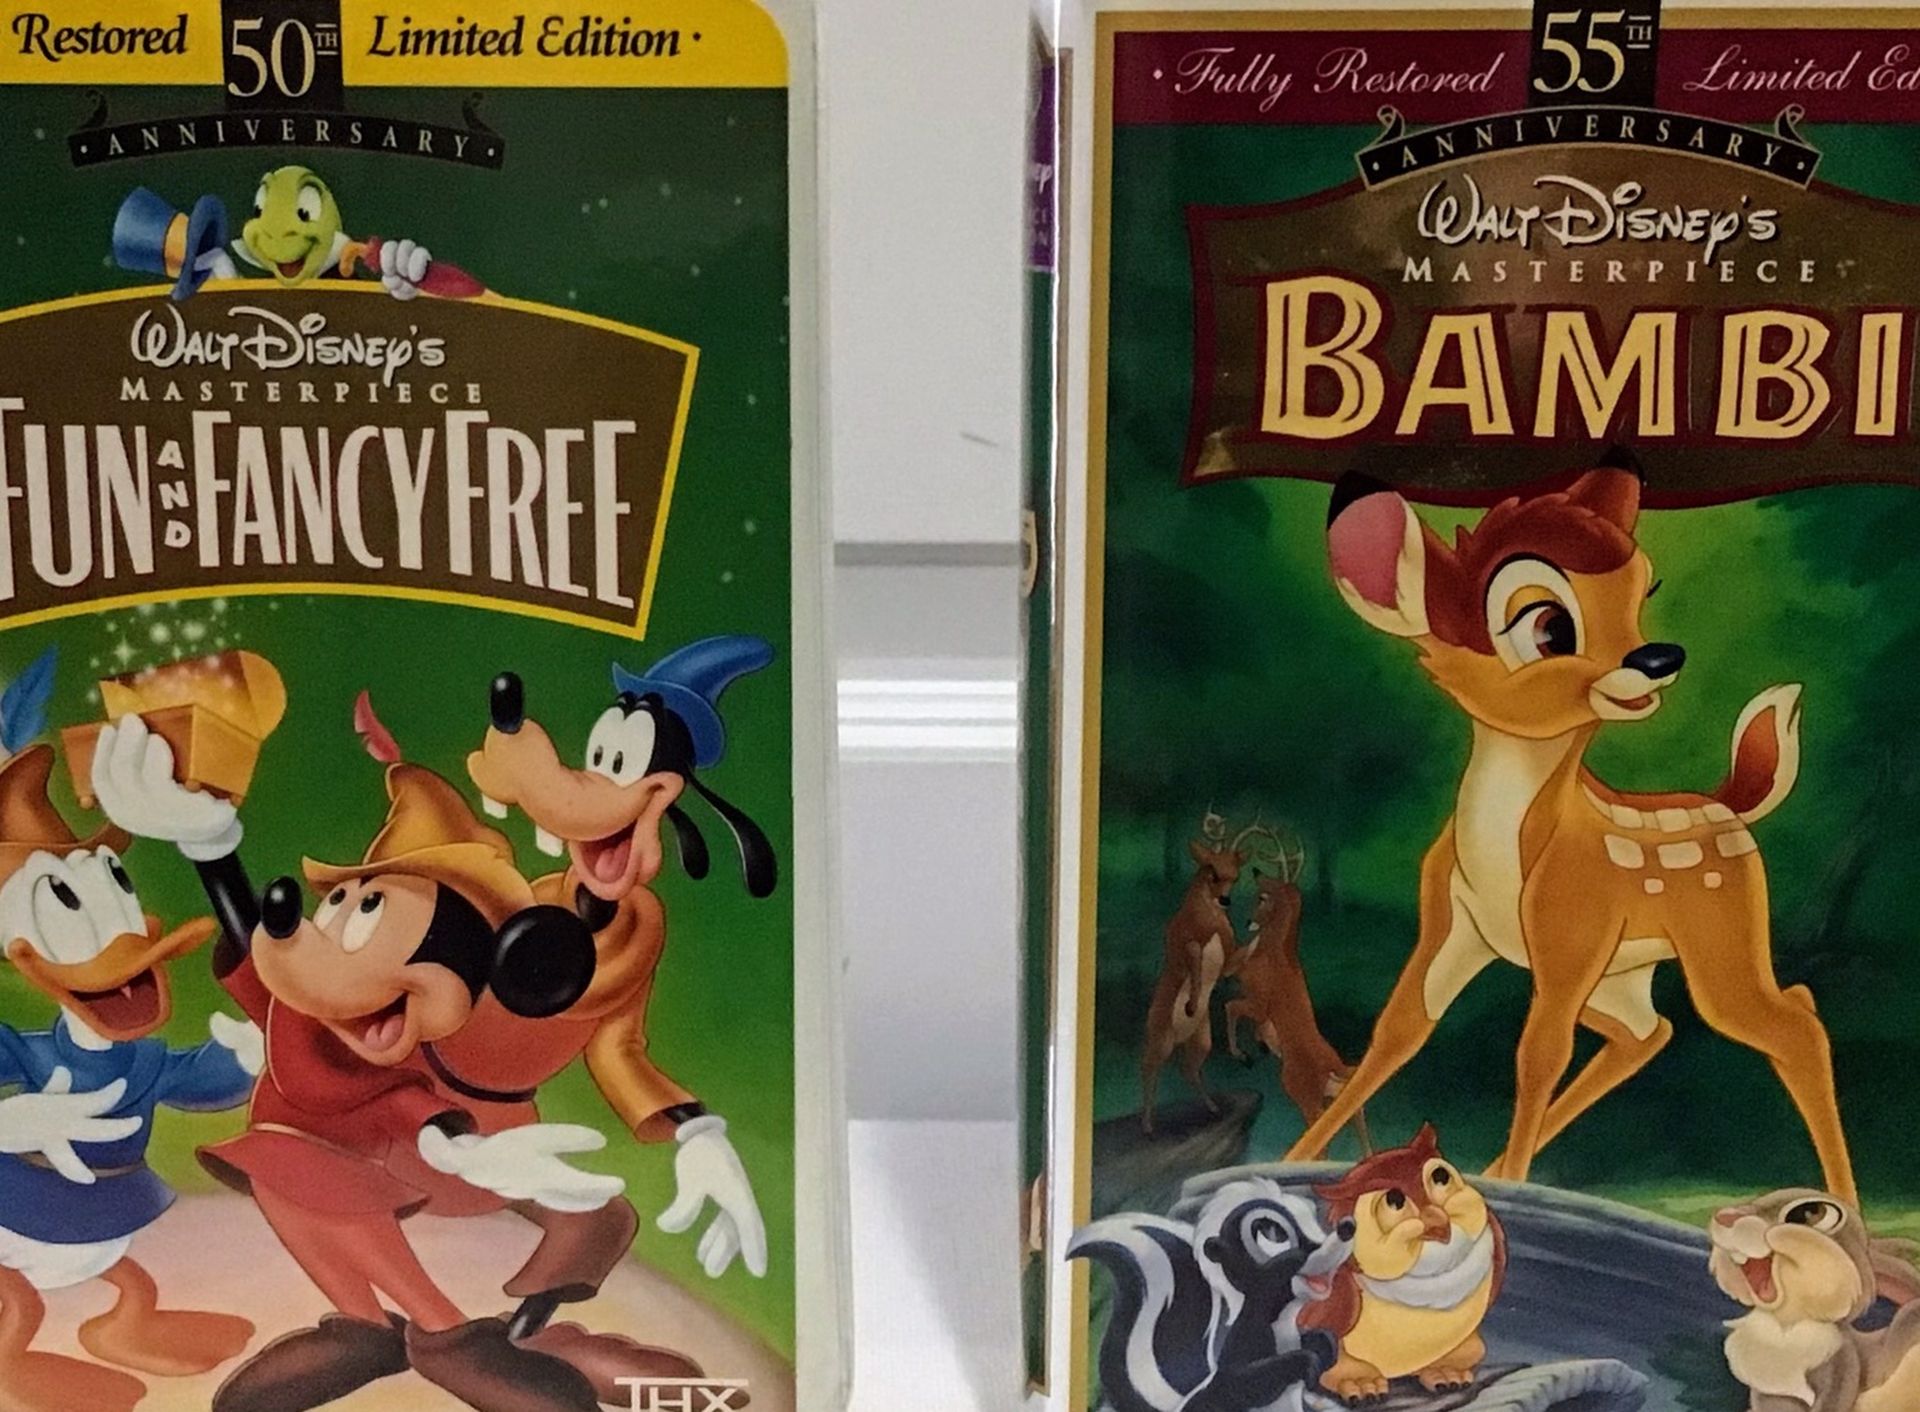 Restored 50TH Limited Edition ·
· ANNIVERSARY ·
WALT DISNEY'S
MASTERPIECE
FUN AND FANCY FREE
THX
· Fully Restored 55TH Limited Ed
· ANNIVERSARY ·
WALT DISNEY'S
MASTERPIECE
BAMBI